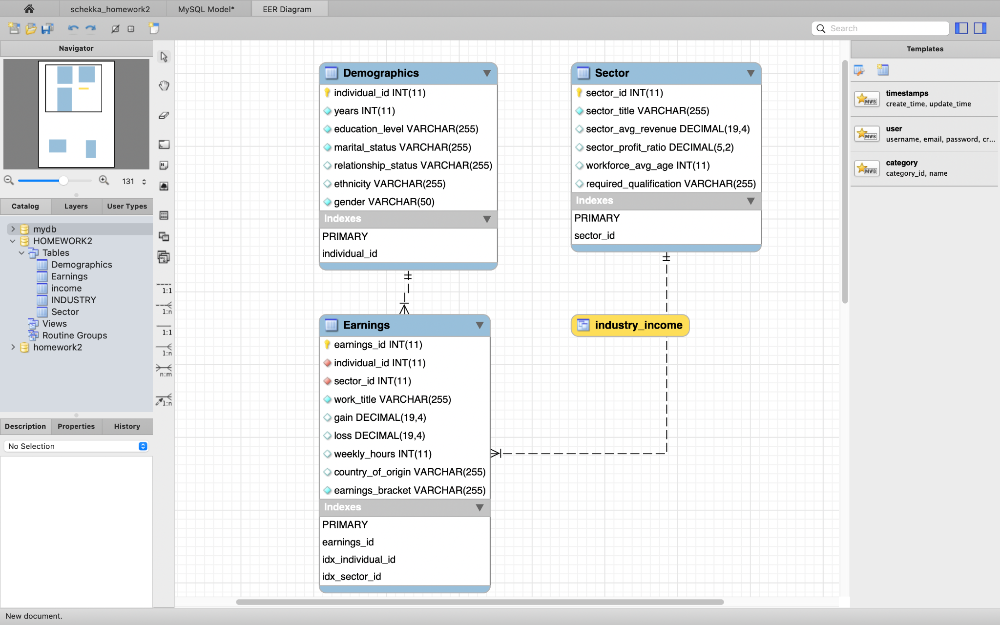 schekka_homework2
MySQL Model*
EER Diagram
Search
Navigator
131
Catalog
Layers
User Types
mydb
HOMEWORK2
Tables
Demographics
Earnings
income
INDUSTRY
Sector
Views
Routine Groups
homework2
Description
Properties
History
No Selection
1:1
1:n
1:1
1:n
n:m
1:n
Demographics
individual_id INT(11)
years INT(11)
education_level VARCHAR(255)
marital_status VARCHAR(255)
relationship_status VARCHAR(255)
ethnicity VARCHAR(255)
gender VARCHAR(50)
Indexes
PRIMARY
individual_id
Sector
sector_id INT(11)
sector_title VARCHAR(255)
sector_avg_revenue DECIMAL(19,4)
sector_profit_ratio DECIMAL(5,2)
workforce_avg_age INT(11)
required_qualification VARCHAR(255)
Indexes
PRIMARY
sector_id
Earnings
earnings_id INT(11)
individual_id INT(11)
sector_id INT(11)
work_title VARCHAR(255)
gain DECIMAL(19,4)
loss DECIMAL(19,4)
weekly_hours INT(11)
country_of_origin VARCHAR(255)
earnings_bracket VARCHAR(255)
Indexes
PRIMARY
earnings_id
idx_individual_id
idx_sector_id
industry_income
Templates
MWB
timestamps
create_time, update_time
MWB
user
username, email, password, cr...
MWB
category
category_id, name
New document.